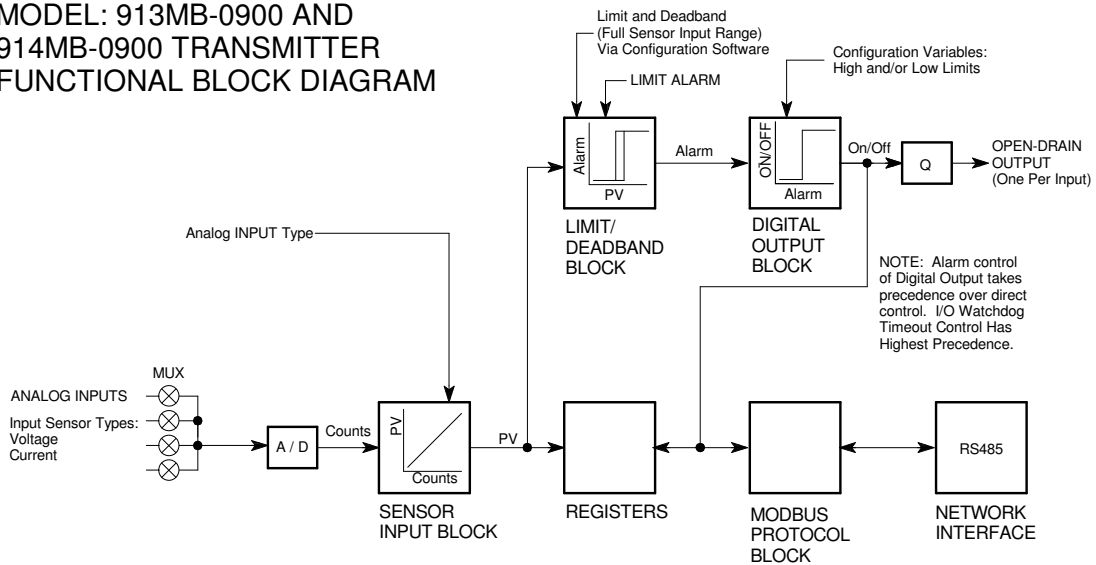 MODEL: 913MB-0900 AND
914MB-0900 TRANSMITTER
FUNCTIONAL BLOCK DIAGRAM
Limit and Deadband
(Full Sensor Input Range)
Via Configuration Software
LIMIT ALARM
Configuration Variables:
High and/or Low Limits
Alarm
PV
Alarm
ON/OFF
Alarm
On/Off
Q
OPEN-DRAIN
OUTPUT
(One Per Input)
LIMIT/
DEADBAND
BLOCK
DIGITAL
OUTPUT
BLOCK
Analog INPUT Type
NOTE: Alarm control
of Digital Output takes
precedence over direct
control. I/O Watchdog
Timeout Control Has
Highest Precedence.
MUX
ANALOG INPUTS
Input Sensor Types:
Voltage
Current
A / D
Counts
PV
Counts
PV
RS485
SENSOR
INPUT BLOCK
REGISTERS
MODBUS
PROTOCOL
BLOCK
NETWORK
INTERFACE